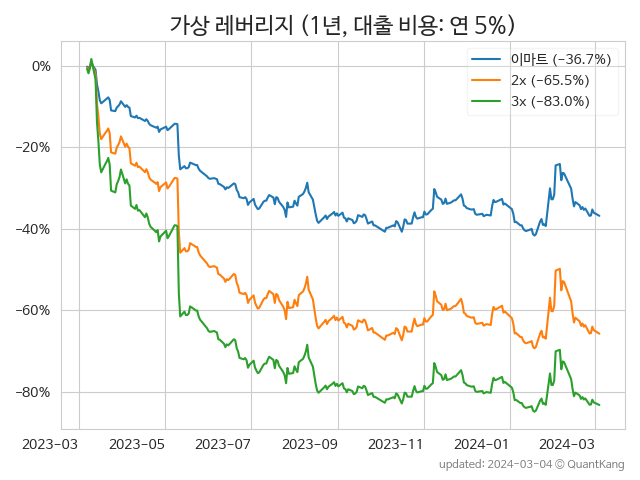 가상 레버리지 (1년, 대출 비용: 연 5%)
이마트 (−36.7%)
2x (−65.5%)
3x (−83.0%)
0%
−20%
−40%
−60%
−80%
2023-03 2023-05 2023-07 2023-09 2023-11 2024-01 2024-03
updated: 2024-03-04 © QuantKang